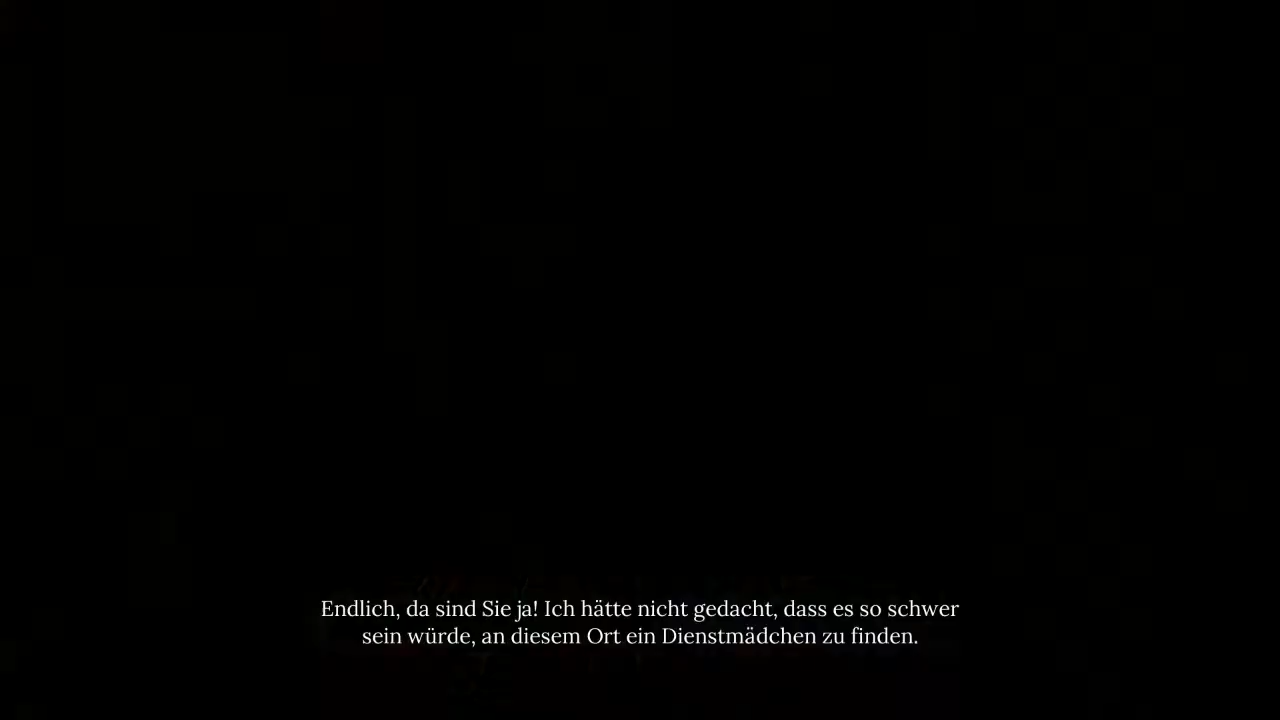 Endlich, da sind Sie ja! Ich hätte nicht gedacht, dass es so schwer
sein würde, an diesem Ort ein Dienstmädchen zu finden.